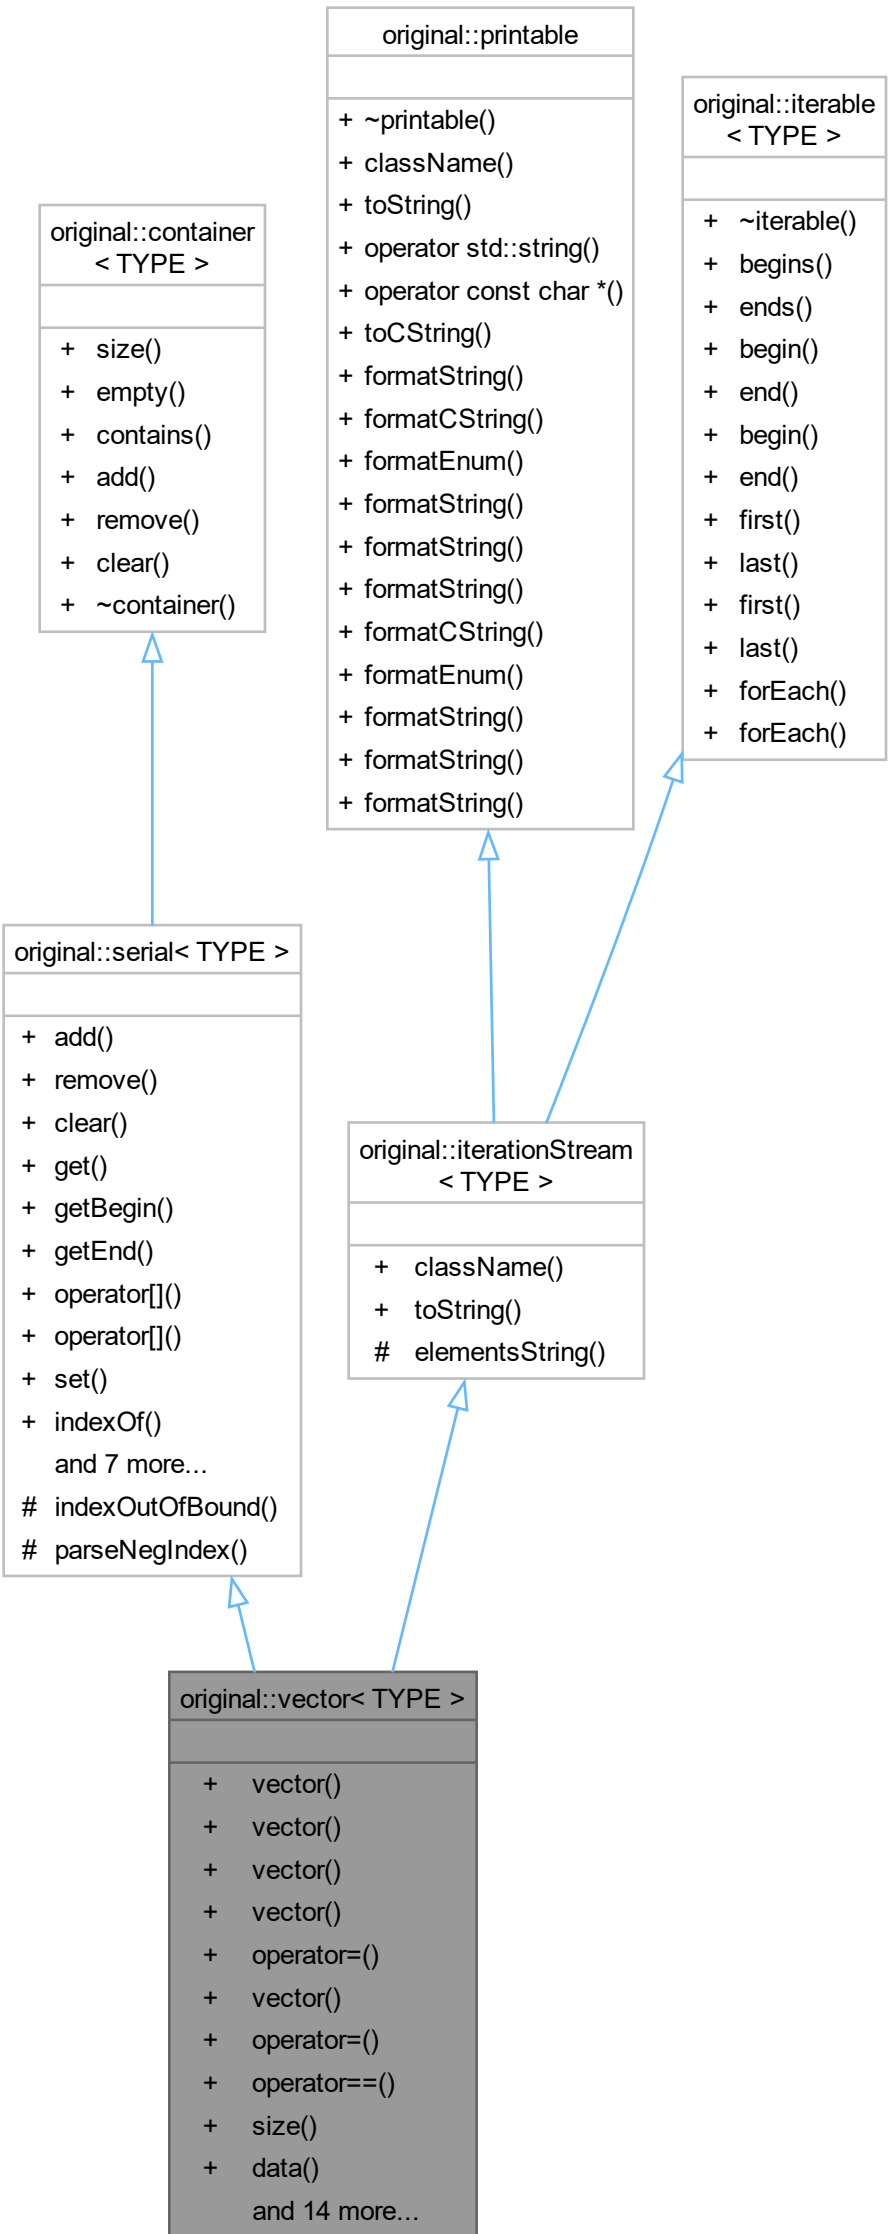 original::printable
+ ~printable()
+ className()
+ toString()
+ operator std::string()
+ operator const char *()
+ toCString()
+ formatString()
+ formatCString()
+ formatEnum()
+ formatString()
+ formatString()
+ formatString()
+ formatCString()
+ formatEnum()
+ formatString()
+ formatString()
+ formatString()
original::iterable
< TYPE >
+ ~iterable()
+ begins()
+ ends()
+ begin()
+ end()
+ begin()
+ end()
+ first()
+ last()
+ first()
+ last()
+ forEach()
+ forEach()
original::container
< TYPE >
+ size()
+ empty()
+ contains()
+ add()
+ remove()
+ clear()
+ ~container()
original::serial< TYPE >
+ add()
+ remove()
+ clear()
+ get()
+ getBegin()
+ getEnd()
+ operator[]()
+ operator[]()
+ set()
+ indexOf()
and 7 more...
# indexOutOfBound()
# parseNegIndex()
original::iterationStream
< TYPE >
+ className()
+ toString()
# elementsString()
original::vector< TYPE >
+ vector()
+ vector()
+ vector()
+ vector()
+ operator=()
+ vector()
+ operator=()
+ operator==()
+ size()
+ data()
and 14 more...